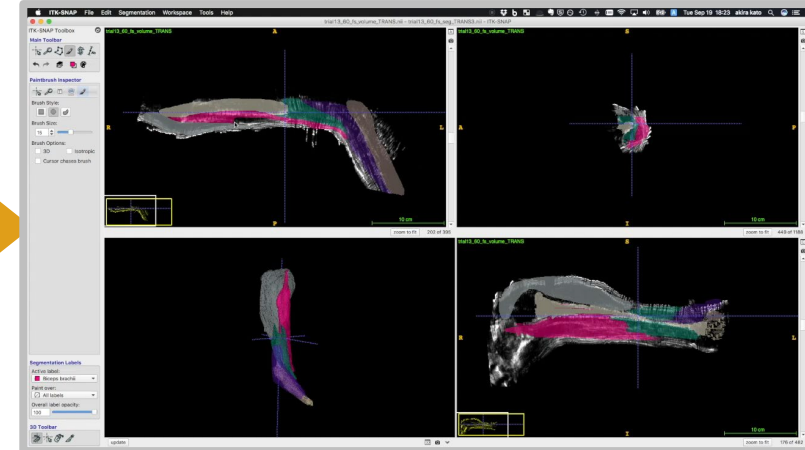 ITK-SNAP File Edit Segmentation Workspace Tools Help
Tue Sep 19 18:23 akira kato
trial13_60_fs_volume_TRANS.nii - trial13_60_fs_seg_TRANS3.nii - ITK-SNAP
ITK-SNAP Toolbox
Main Toolbar
Paintbrush Inspector
Brush Style:
Brush Size:
Brush Options:
3D Isotropic
Cursor chases brush
Segmentation Labels
Active label:
Biceps brachii
Paint over:
All labels
Overall label opacity:
100
3D Toolbar
trial13_60_fs_volume_TRANS
A
R
L
P
10 cm
zoom to fit 202 of 395
trial13_60_fs_volume_TRANS
S
A
P
I
10 cm
zoom to fit 449 of 1186
update
trial13_60_fs_volume_TRANS
S
R
L
I
10 cm
zoom to fit 176 of 482